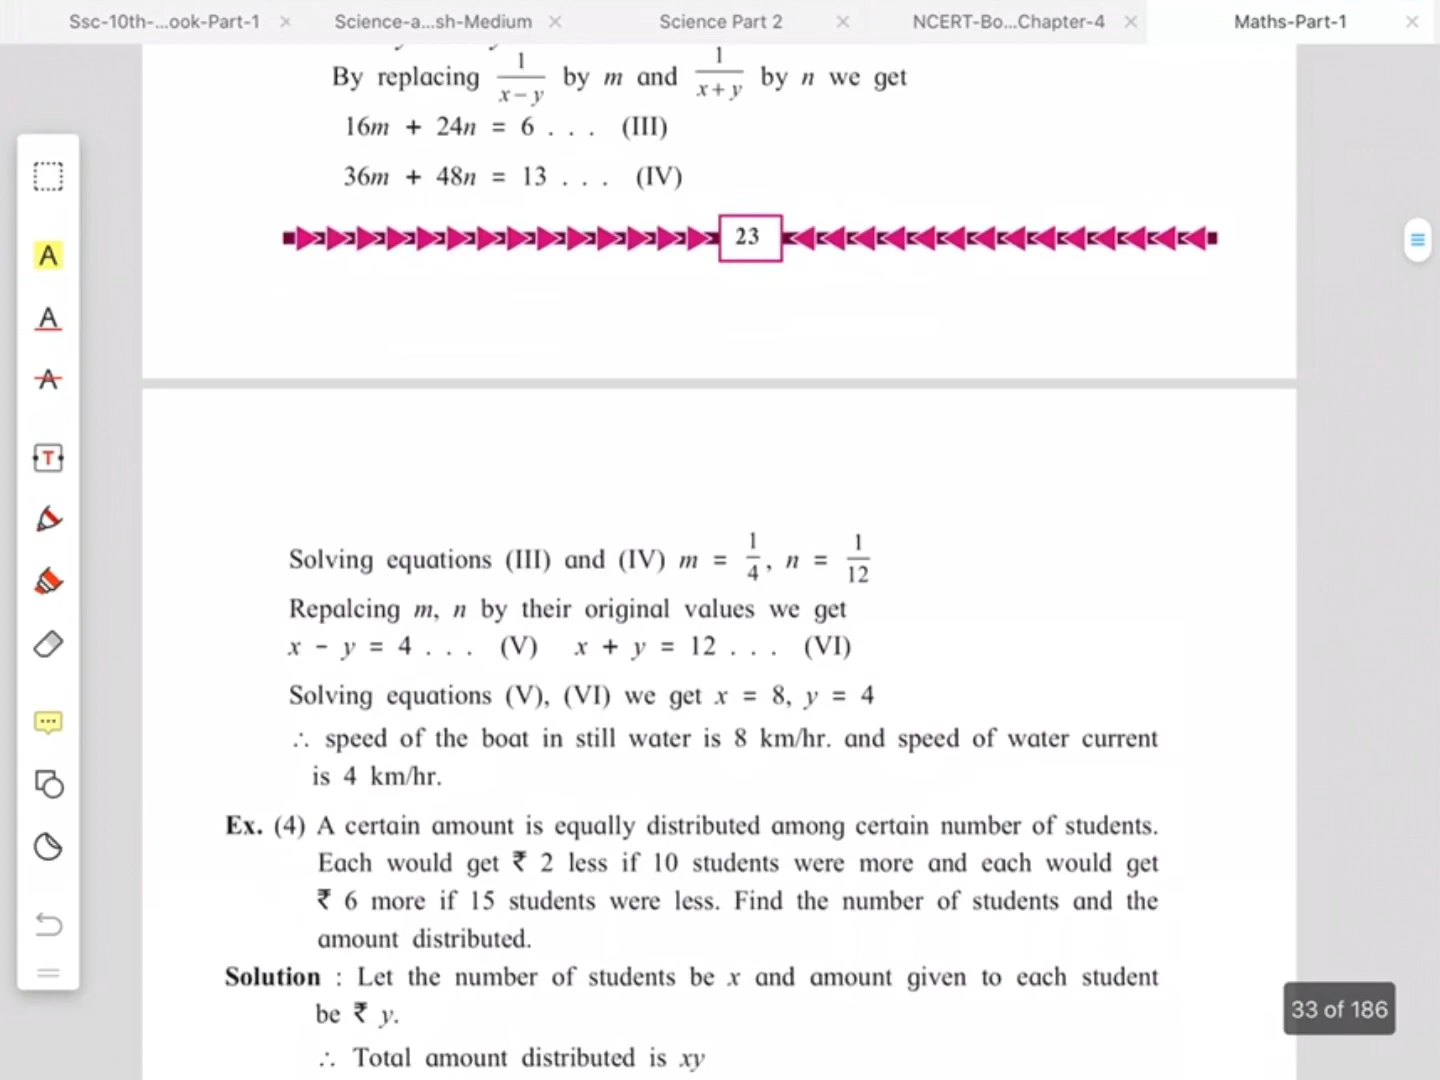 Ssc-10th-...ook-Part-1 × Science-a...sh-Medium × Science Part 2 × NCERT-Bo...Chapter-4 × Maths-Part-1 ×
By replacing 1/(x−y) by m and 1/(x+y) by n we get
16m + 24n = 6 . . . (III)
36m + 48n = 13 . . . (IV)
23
Solving equations (III) and (IV) m = 1/4, n = 1/12
Repalcing m, n by their original values we get
x - y = 4 . . . (V) x + y = 12 . . . (VI)
Solving equations (V), (VI) we get x = 8, y = 4
∴ speed of the boat in still water is 8 km/hr. and speed of water current
is 4 km/hr.
Ex. (4) A certain amount is equally distributed among certain number of students.
Each would get ₹ 2 less if 10 students were more and each would get
₹ 6 more if 15 students were less. Find the number of students and the
amount distributed.
Solution : Let the number of students be x and amount given to each student
be ₹ y.
∴ Total amount distributed is xy
33 of 186
A
A
A
T